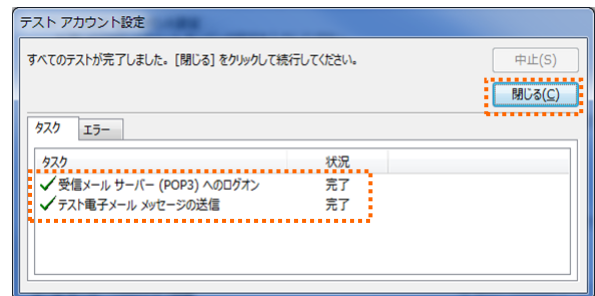 テスト アカウント設定
すべてのテストが完了しました。[閉じる] をクリックして続行してください。
中止(S)
閉じる(C)
タスク エラー
タスク 状況
受信メール サーバー (POP3) へのログオン 完了
テスト電子メール メッセージの送信 完了